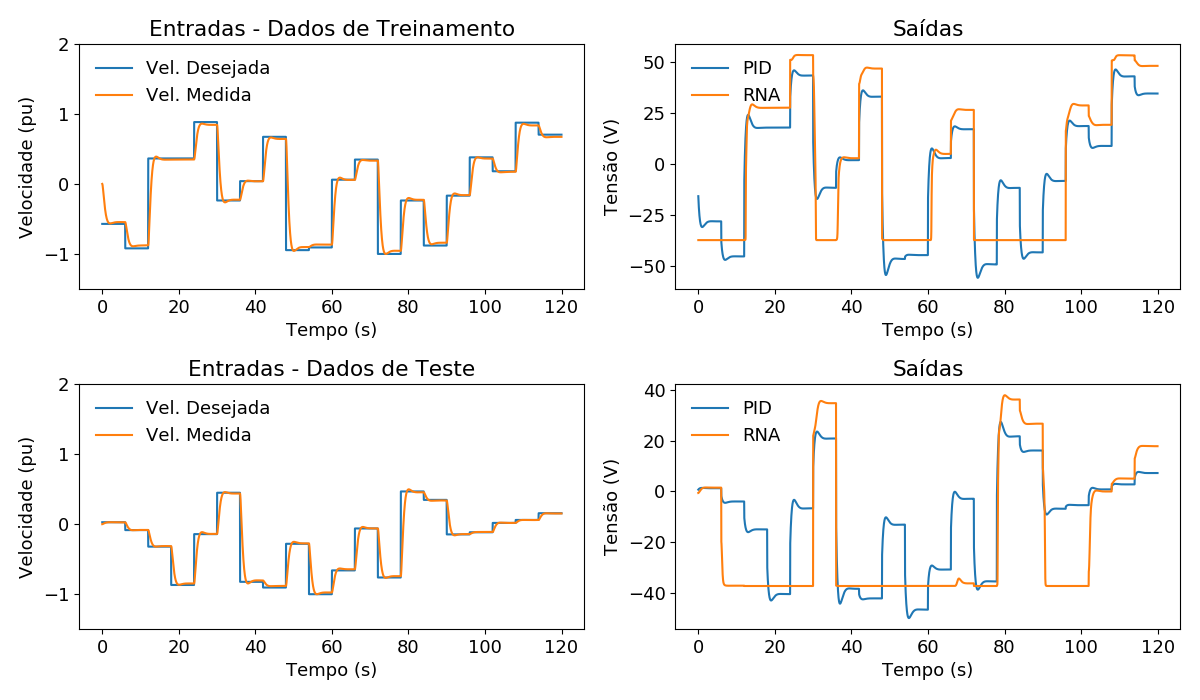 Entradas - Dados de Treinamento
2
1
0
−1
Velocidade (pu)
Vel. Desejada
Vel. Medida
0 20 40 60 80 100 120
Tempo (s)
Saídas
50
25
0
−25
−50
Tensão (V)
PID
RNA
0 20 40 60 80 100 120
Tempo (s)
Entradas - Dados de Teste
2
1
0
−1
Velocidade (pu)
Vel. Desejada
Vel. Medida
0 20 40 60 80 100 120
Tempo (s)
Saídas
40
20
0
−20
−40
Tensão (V)
PID
RNA
0 20 40 60 80 100 120
Tempo (s)